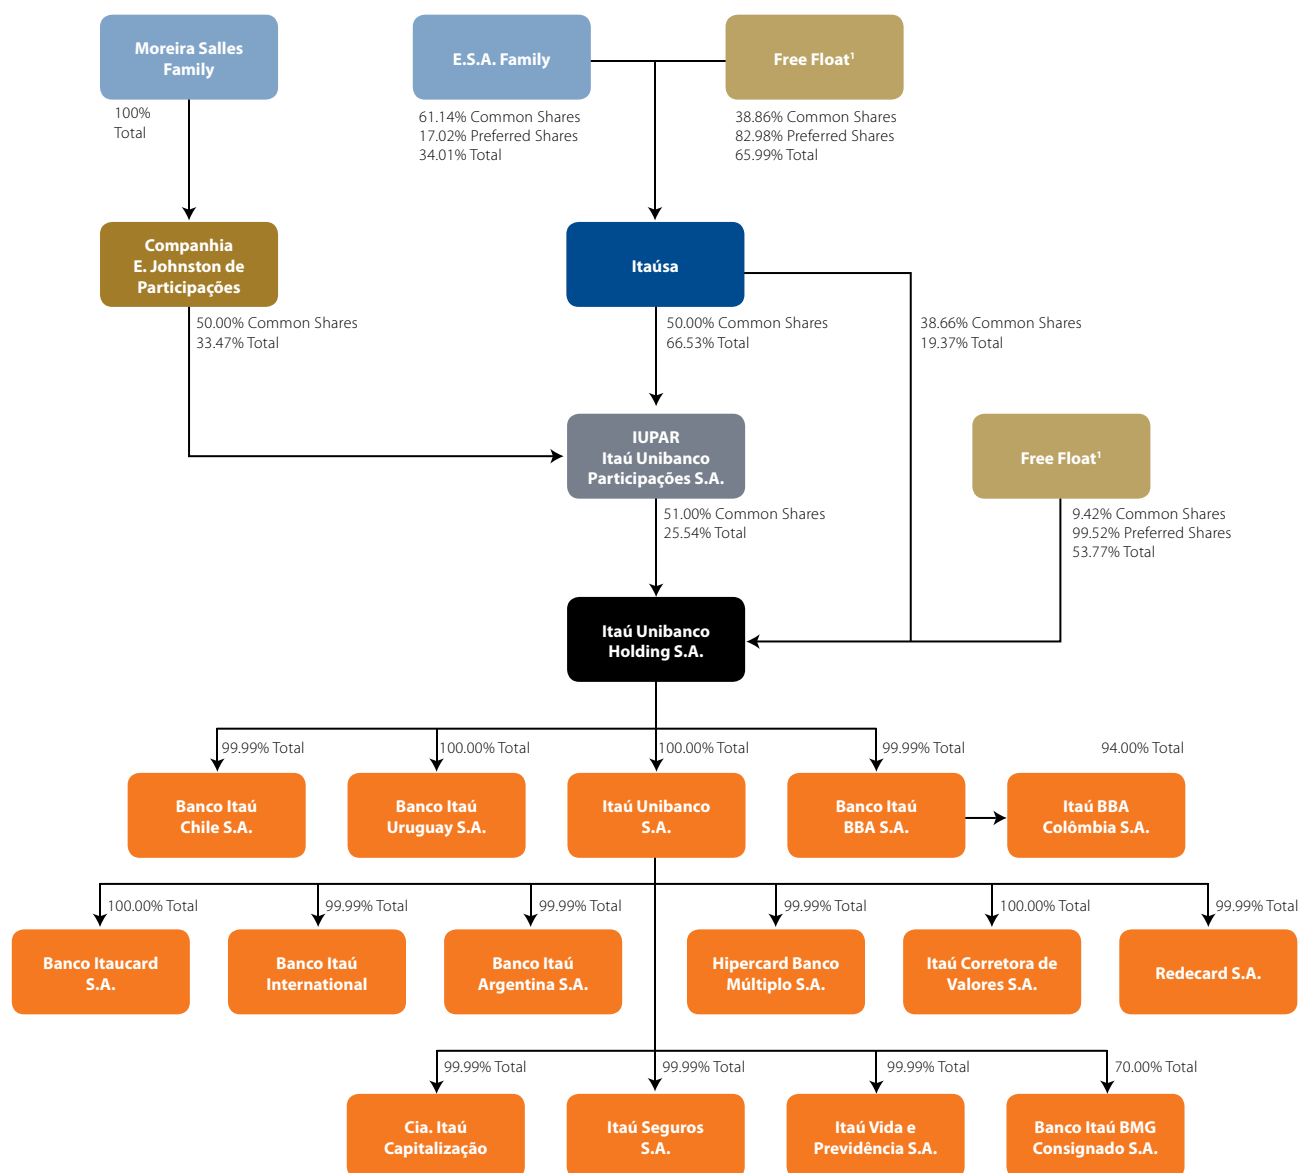 Moreira Salles
Family
E.S.A. Family
Free Float¹
100%
Total
61.14% Common Shares
17.02% Preferred Shares
34.01% Total
38.86% Common Shares
82.98% Preferred Shares
65.99% Total
Companhia
E. Johnston de
Participações
Itaúsa
50.00% Common Shares
33.47% Total
50.00% Common Shares
66.53% Total
38.66% Common Shares
19.37% Total
IUPAR
Itaú Unibanco
Participações S.A.
Free Float¹
51.00% Common Shares
25.54% Total
9.42% Common Shares
99.52% Preferred Shares
53.77% Total
Itaú Unibanco
Holding S.A.
99.99% Total
100.00% Total
100.00% Total
99.99% Total
94.00% Total
Banco Itaú
Chile S.A.
Banco Itaú
Uruguay S.A.
Itaú Unibanco
S.A.
Banco Itaú
BBA S.A.
Itaú BBA
Colômbia S.A.
100.00% Total
99.99% Total
99.99% Total
99.99% Total
100.00% Total
99.99% Total
Banco Itaucard
S.A.
Banco Itaú
International
Banco Itaú
Argentina S.A.
Hipercard Banco
Múltiplo S.A.
Itaú Corretora de
Valores S.A.
Redecard S.A.
99.99% Total
99.99% Total
99.99% Total
70.00% Total
Cia. Itaú
Capitalização
Itaú Seguros
S.A.
Itaú Vida e
Previdência S.A.
Banco Itaú BMG
Consignado S.A.